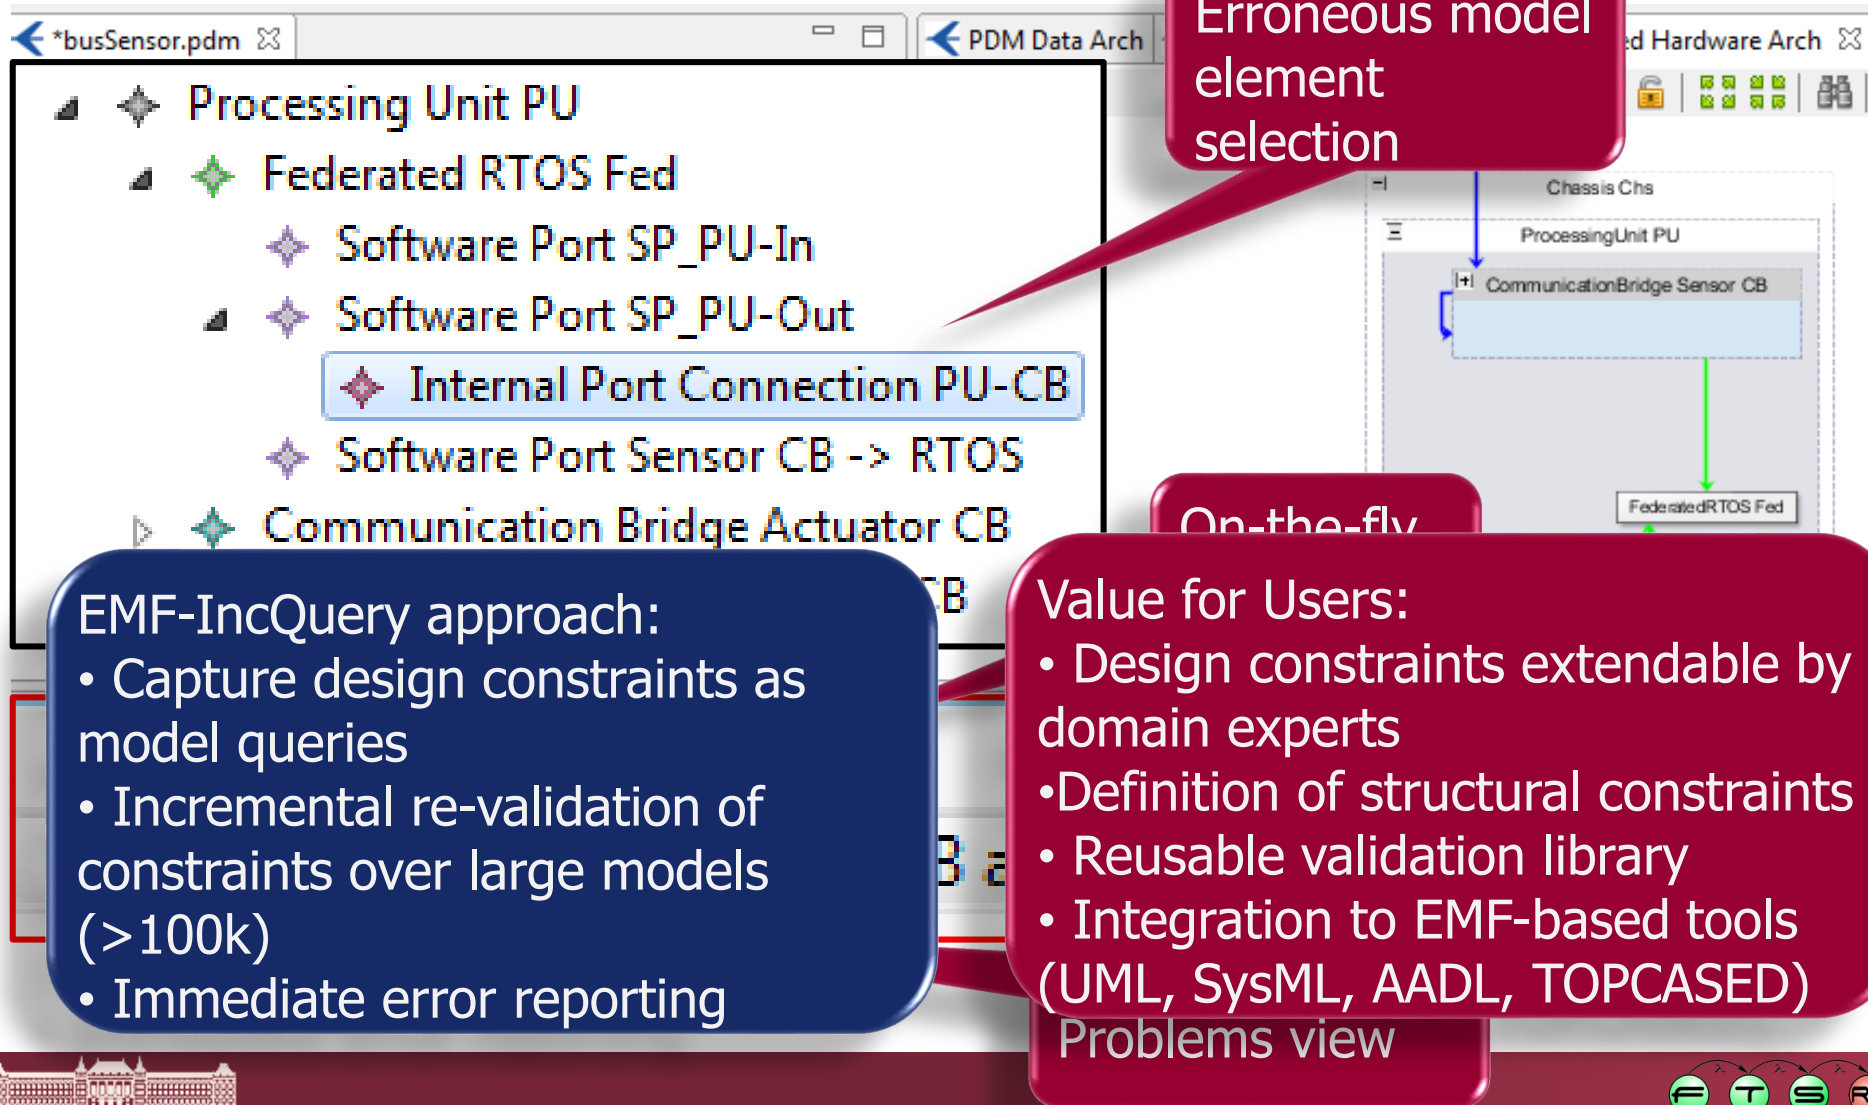 *busSensor.pdm
PDM Data Arch
ed Hardware Arch
Erroneous model
element
selection
Processing Unit PU
Federated RTOS Fed
Software Port SP_PU-In
Software Port SP_PU-Out
Internal Port Connection PU-CB
Software Port Sensor CB -> RTOS
Communication Bridge Actuator CB
CB
Chassis Chs
ProcessingUnit PU
CommunicationBridge Sensor CB
FederatedRTOS Fed
On-the-fly
EMF-IncQuery approach:
• Capture design constraints as
model queries
• Incremental re-validation of
constraints over large models
(>100k)
• Immediate error reporting
B a
Value for Users:
• Design constraints extendable by
domain experts
•Definition of structural constraints
• Reusable validation library
• Integration to EMF-based tools
(UML, SysML, AADL, TOPCASED)
Problems view
F T S R